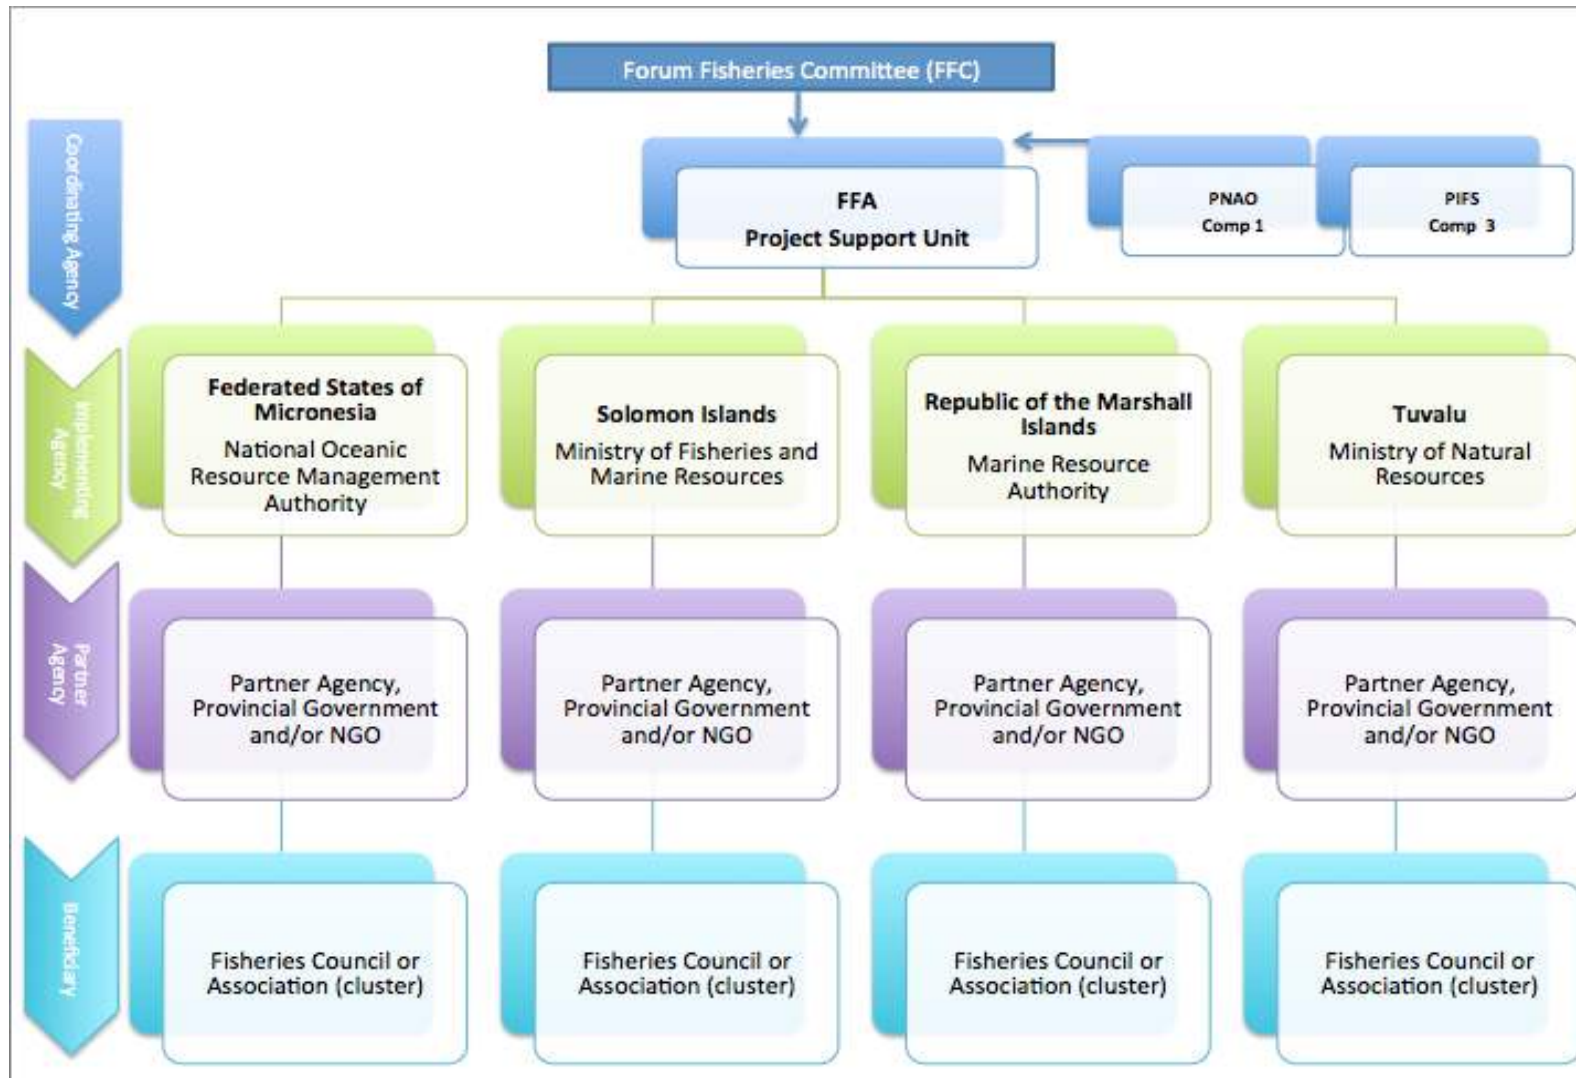 Forum Fisheries Committee (FFC)
Coordinating Agency
FFA
Project Support Unit
PNAO
Comp 1
PIFS
Comp 3
Implementing
Agency
Federated States of
Micronesia
National Oceanic
Resource Management
Authority
Solomon Islands
Ministry of Fisheries and
Marine Resources
Republic of the Marshall
Islands
Marine Resource
Authority
Tuvalu
Ministry of Natural
Resources
Partner
Agency
Partner Agency,
Provincial Government
and/or NGO
Partner Agency,
Provincial Government
and/or NGO
Partner Agency,
Provincial Government
and/or NGO
Partner Agency,
Provincial Government
and/or NGO
Beneficiary
Fisheries Council or
Association (cluster)
Fisheries Council or
Association (cluster)
Fisheries Council or
Association (cluster)
Fisheries Council or
Association (cluster)